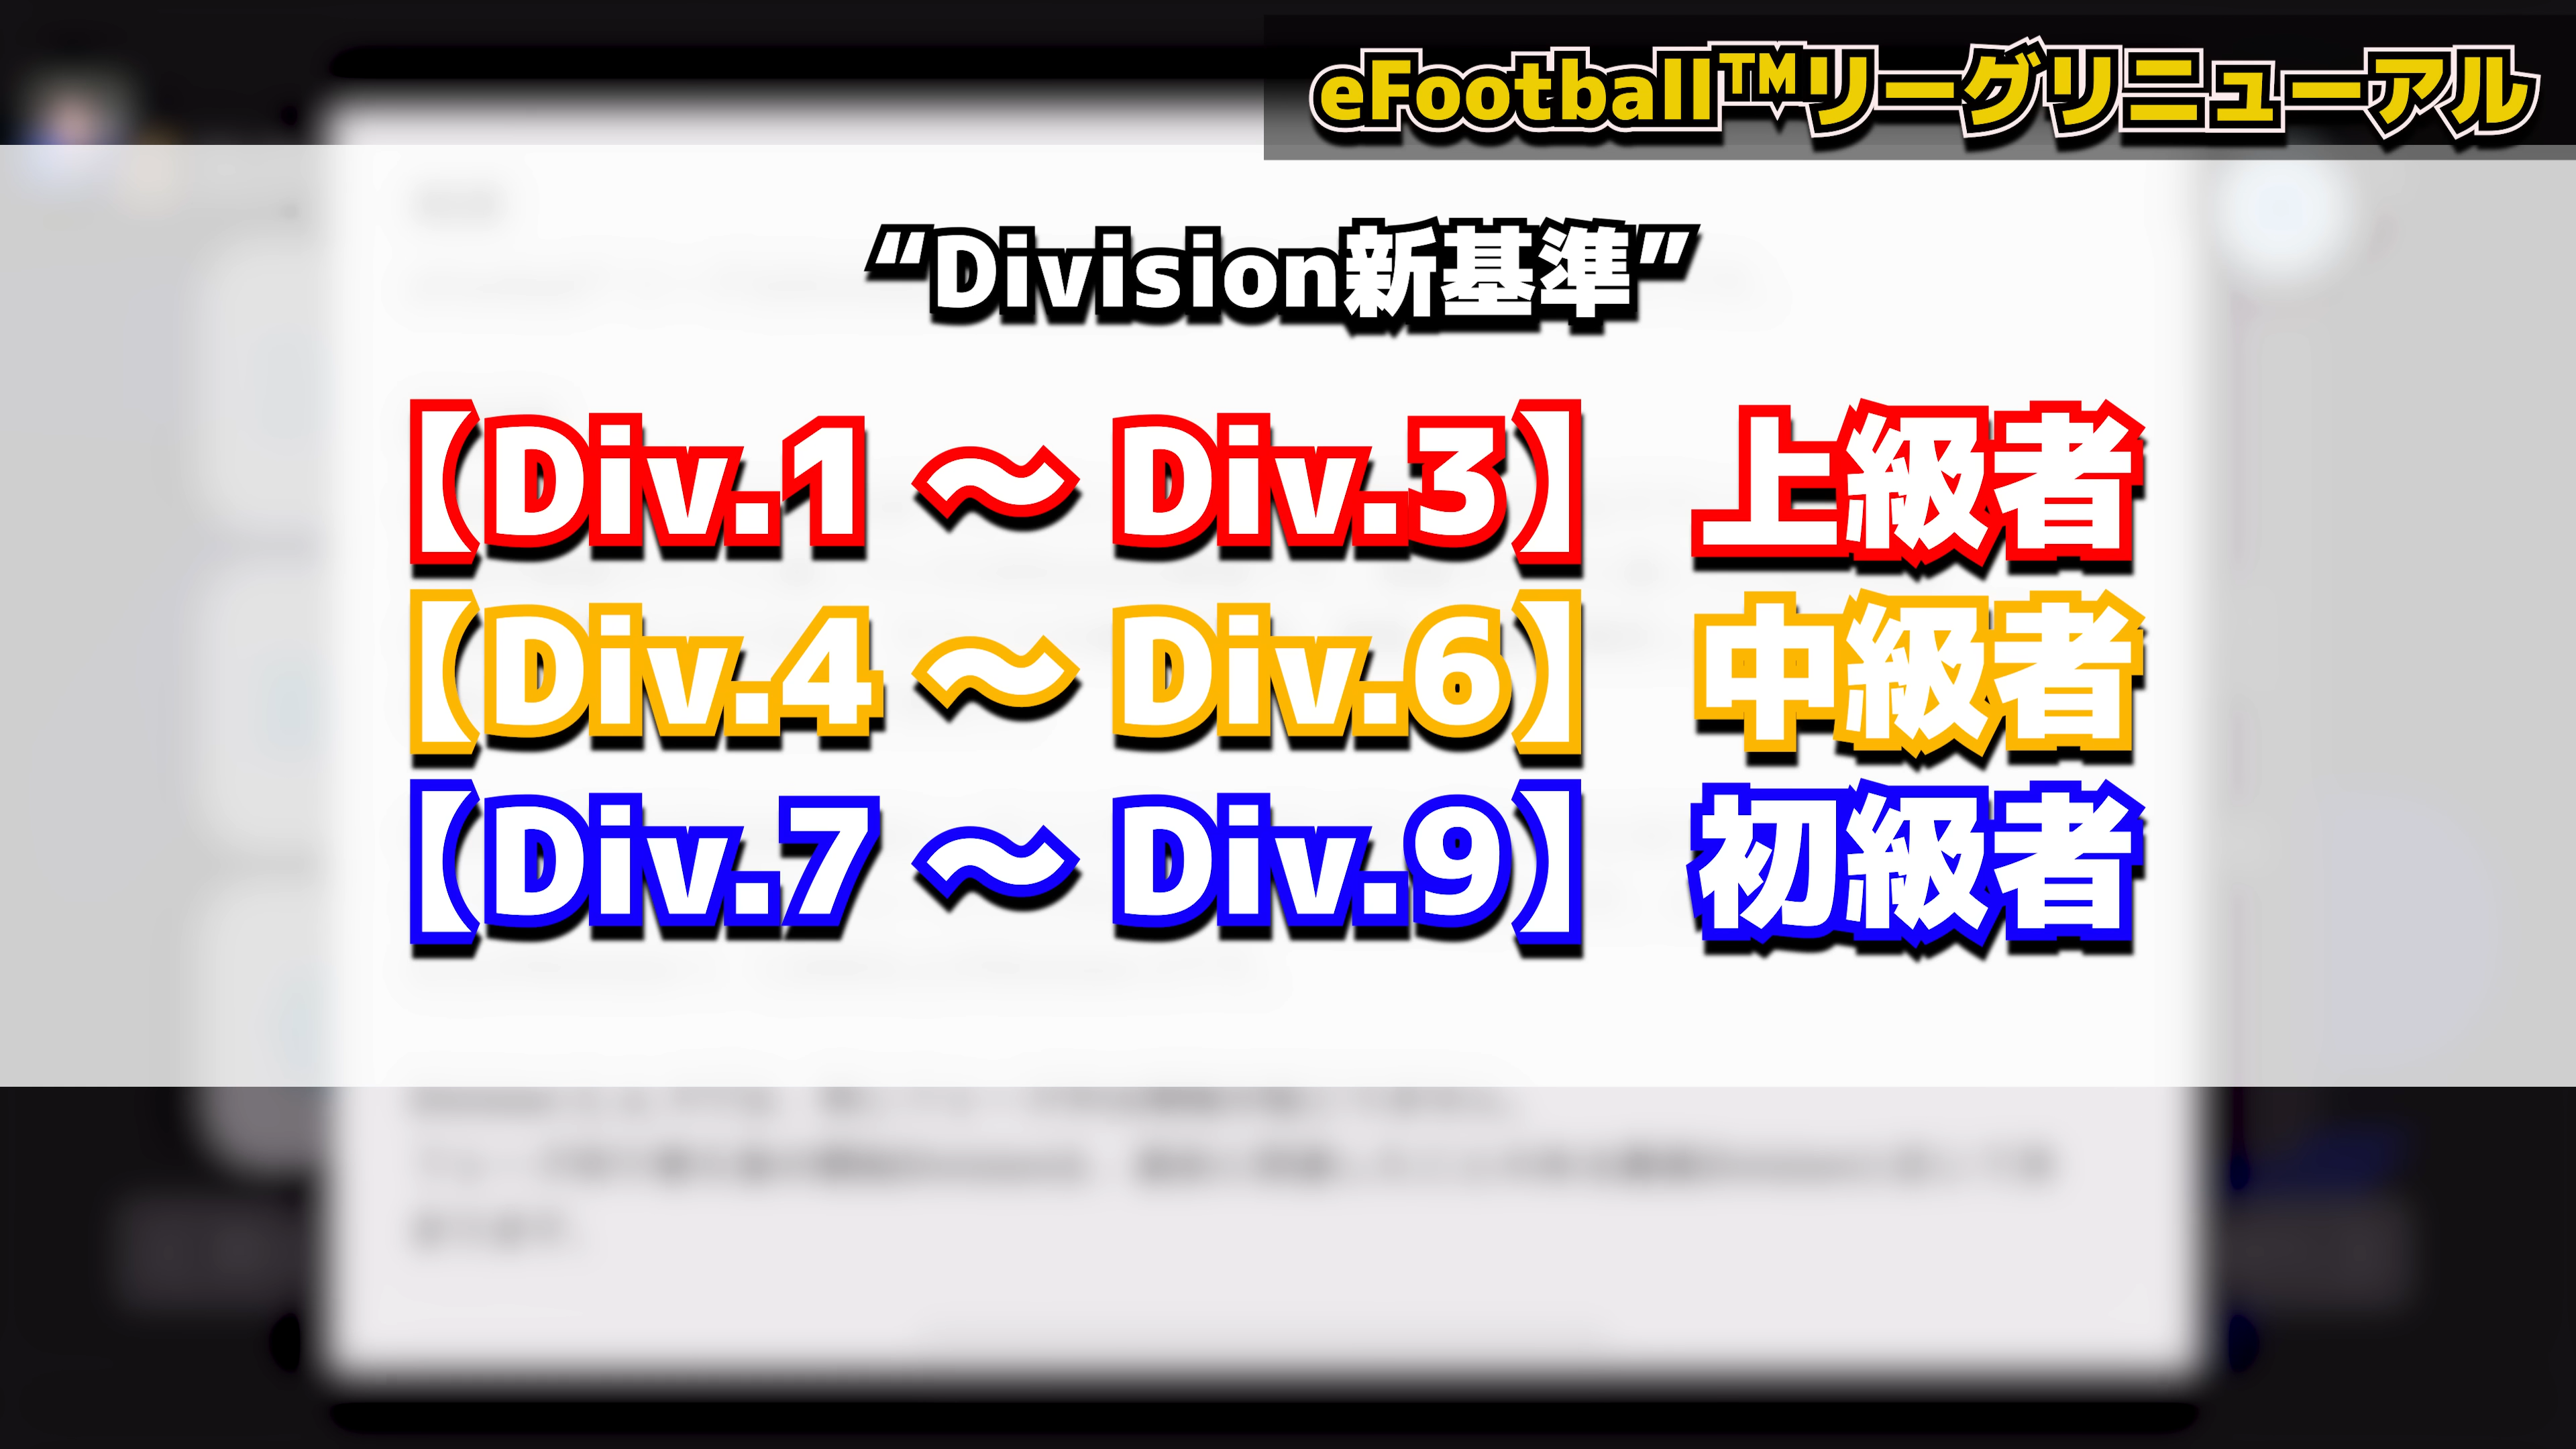 eFootball™リーグリニューアル
"Division新基準"
【Div.1 ～ Div.3】 上級者
【Div.4 ～ Div.6】 中級者
【Div.7 ～ Div.9】 初級者